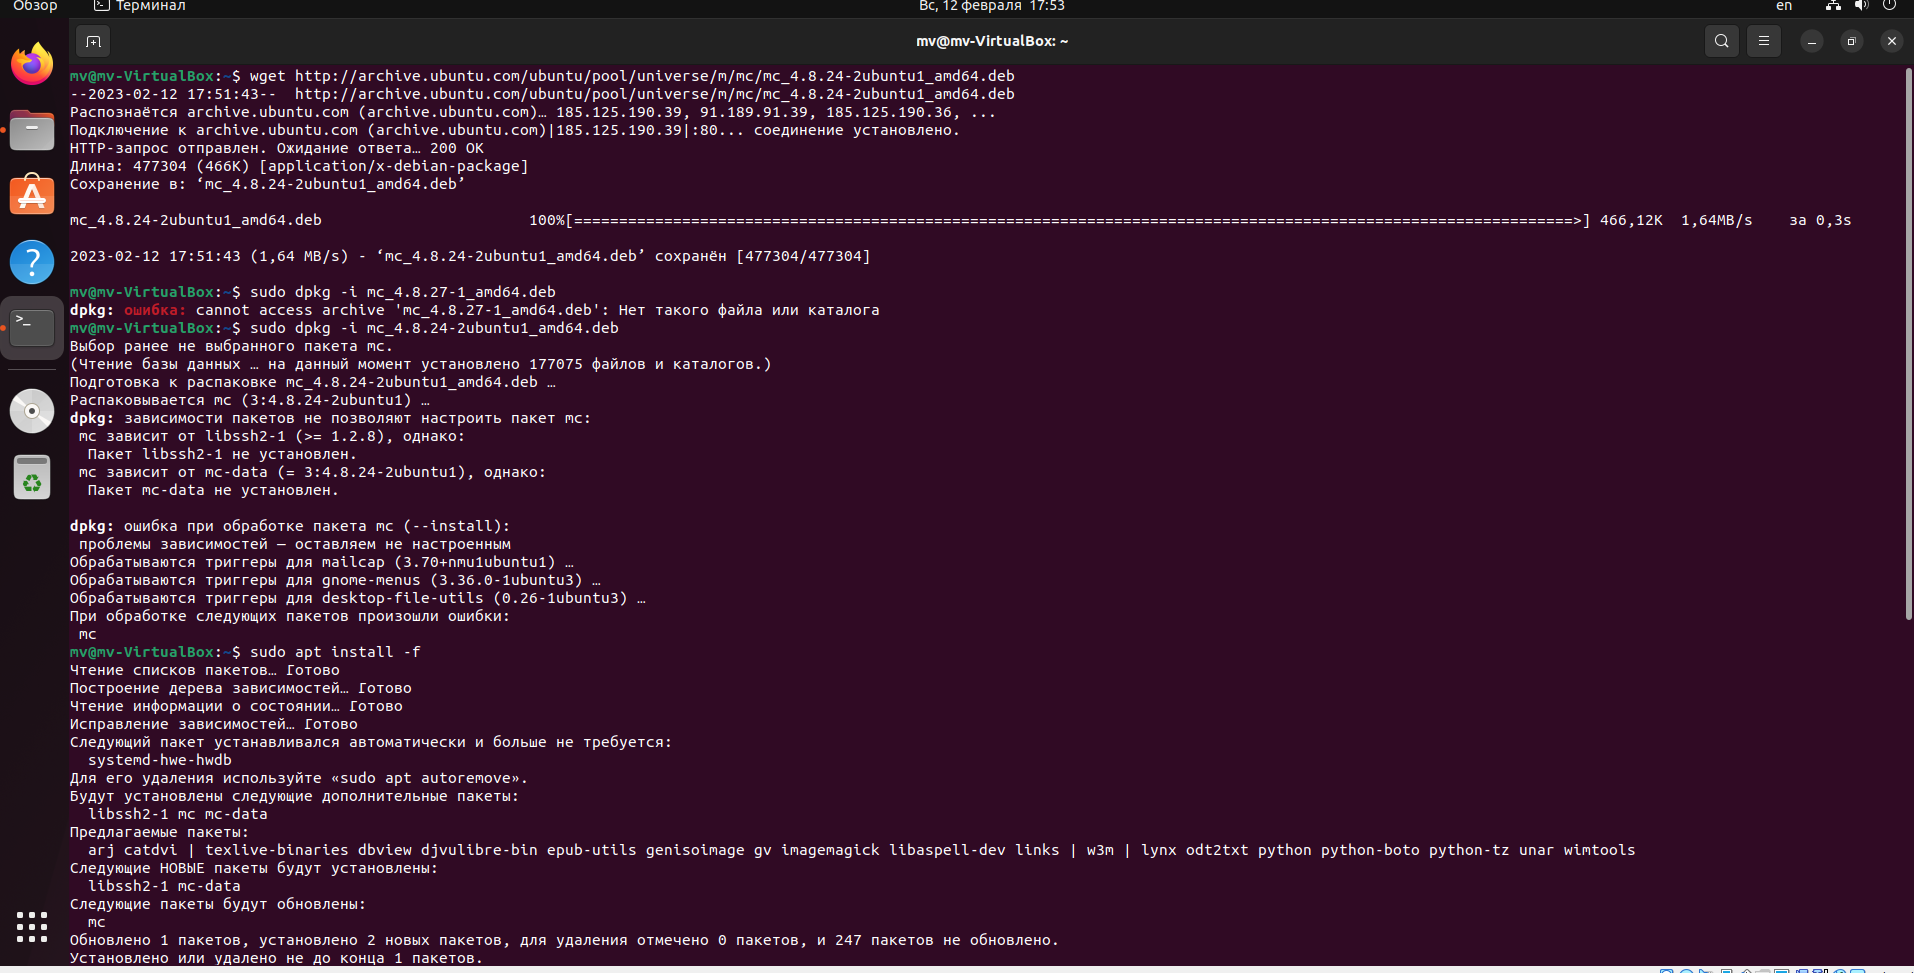 Обзор
Терминал
Вс, 12 февраля 17:53
en
mv@mv-VirtualBox: ~
mv@mv-VirtualBox:~$ wget http://archive.ubuntu.com/ubuntu/pool/universe/m/mc/mc_4.8.24-2ubuntu1_amd64.deb
--2023-02-12 17:51:43--  http://archive.ubuntu.com/ubuntu/pool/universe/m/mc/mc_4.8.24-2ubuntu1_amd64.deb
Распознаётся archive.ubuntu.com (archive.ubuntu.com)… 185.125.190.39, 91.189.91.39, 185.125.190.36, ...
Подключение к archive.ubuntu.com (archive.ubuntu.com)|185.125.190.39|:80... соединение установлено.
HTTP-запрос отправлен. Ожидание ответа… 200 OK
Длина: 477304 (466K) [application/x-debian-package]
Сохранение в: ‘mc_4.8.24-2ubuntu1_amd64.deb’
mc_4.8.24-2ubuntu1_amd64.deb 100%[===============================================================================================================>] 466,12K 1,64MB/s за 0,3s
2023-02-12 17:51:43 (1,64 MB/s) - ‘mc_4.8.24-2ubuntu1_amd64.deb’ сохранён [477304/477304]
mv@mv-VirtualBox:~$ sudo dpkg -i mc_4.8.27-1_amd64.deb
dpkg: ошибка: cannot access archive 'mc_4.8.27-1_amd64.deb': Нет такого файла или каталога
mv@mv-VirtualBox:~$ sudo dpkg -i mc_4.8.24-2ubuntu1_amd64.deb
Выбор ранее не выбранного пакета mc.
(Чтение базы данных … на данный момент установлено 177075 файлов и каталогов.)
Подготовка к распаковке mc_4.8.24-2ubuntu1_amd64.deb …
Распаковывается mc (3:4.8.24-2ubuntu1) …
dpkg: зависимости пакетов не позволяют настроить пакет mc:
mc зависит от libssh2-1 (>= 1.2.8), однако:
Пакет libssh2-1 не установлен.
mc зависит от mc-data (= 3:4.8.24-2ubuntu1), однако:
Пакет mc-data не установлен.
dpkg: ошибка при обработке пакета mc (--install):
проблемы зависимостей — оставляем не настроенным
Обрабатываются триггеры для mailcap (3.70+nmu1ubuntu1) …
Обрабатываются триггеры для gnome-menus (3.36.0-1ubuntu3) …
Обрабатываются триггеры для desktop-file-utils (0.26-1ubuntu3) …
При обработке следующих пакетов произошли ошибки:
mc
mv@mv-VirtualBox:~$ sudo apt install -f
Чтение списков пакетов… Готово
Построение дерева зависимостей… Готово
Чтение информации о состоянии… Готово
Исправление зависимостей… Готово
Следующий пакет устанавливался автоматически и больше не требуется:
systemd-hwe-hwdb
Для его удаления используйте «sudo apt autoremove».
Будут установлены следующие дополнительные пакеты:
libssh2-1 mc mc-data
Предлагаемые пакеты:
arj catdvi | texlive-binaries dbview djvulibre-bin epub-utils genisoimage gv imagemagick libaspell-dev links | w3m | lynx odt2txt python python-boto python-tz unar wimtools
Следующие НОВЫЕ пакеты будут установлены:
libssh2-1 mc-data
Следующие пакеты будут обновлены:
mc
Обновлено 1 пакетов, установлено 2 новых пакетов, для удаления отмечено 0 пакетов, и 247 пакетов не обновлено.
Установлено или удалено не до конца 1 пакетов.